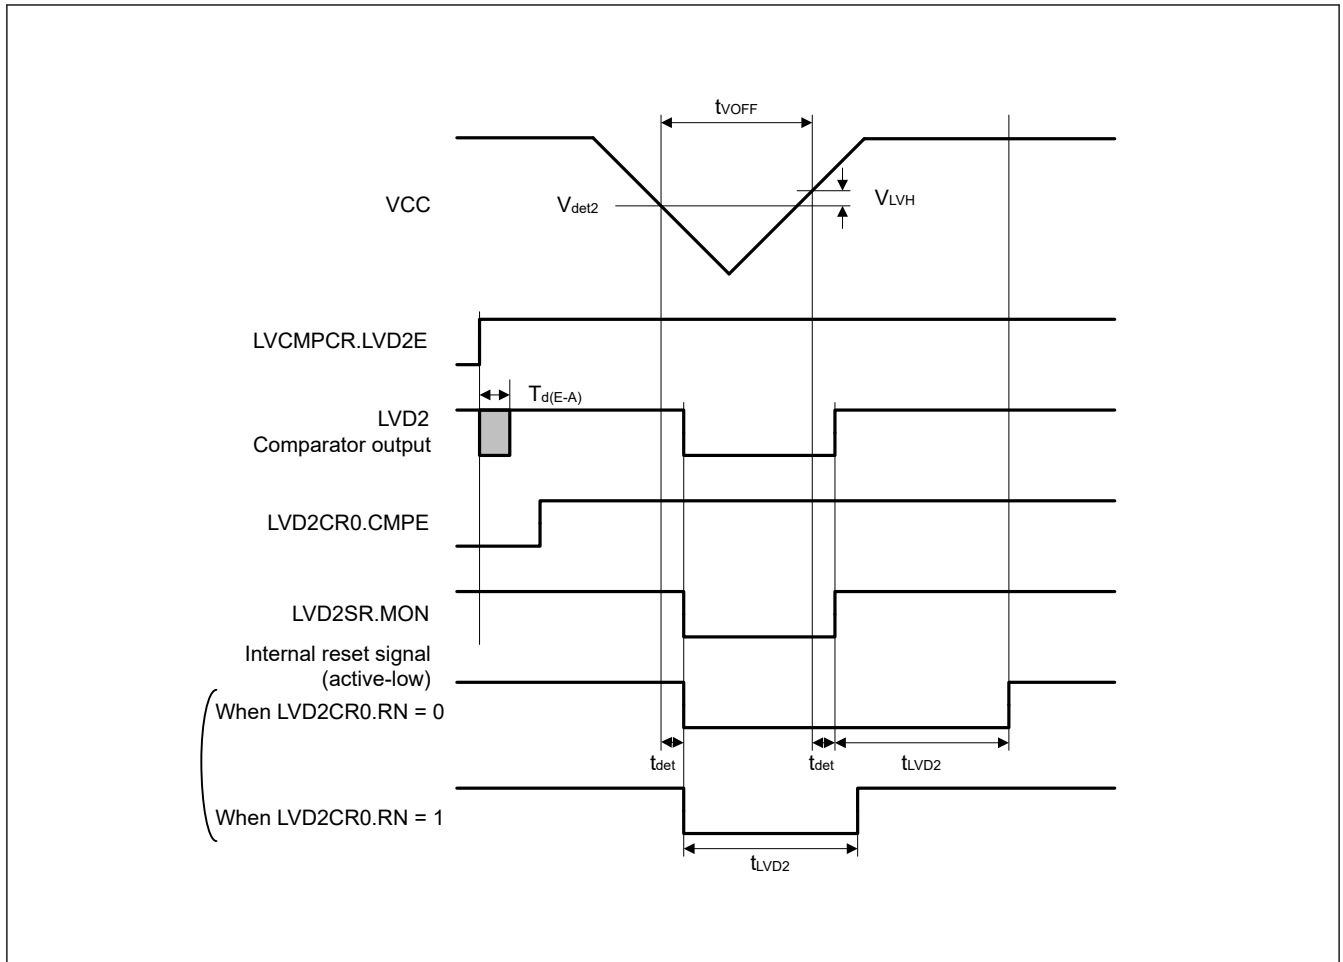 tVOFF
VCC
Vdet2
VLVH
LVCMPCR.LVD2E
Td(E-A)
LVD2
Comparator output
LVD2CR0.CMPE
LVD2SR.MON
Internal reset signal
(active-low)
When LVD2CR0.RN = 0
tdet
tdet
tLVD2
When LVD2CR0.RN = 1
tLVD2